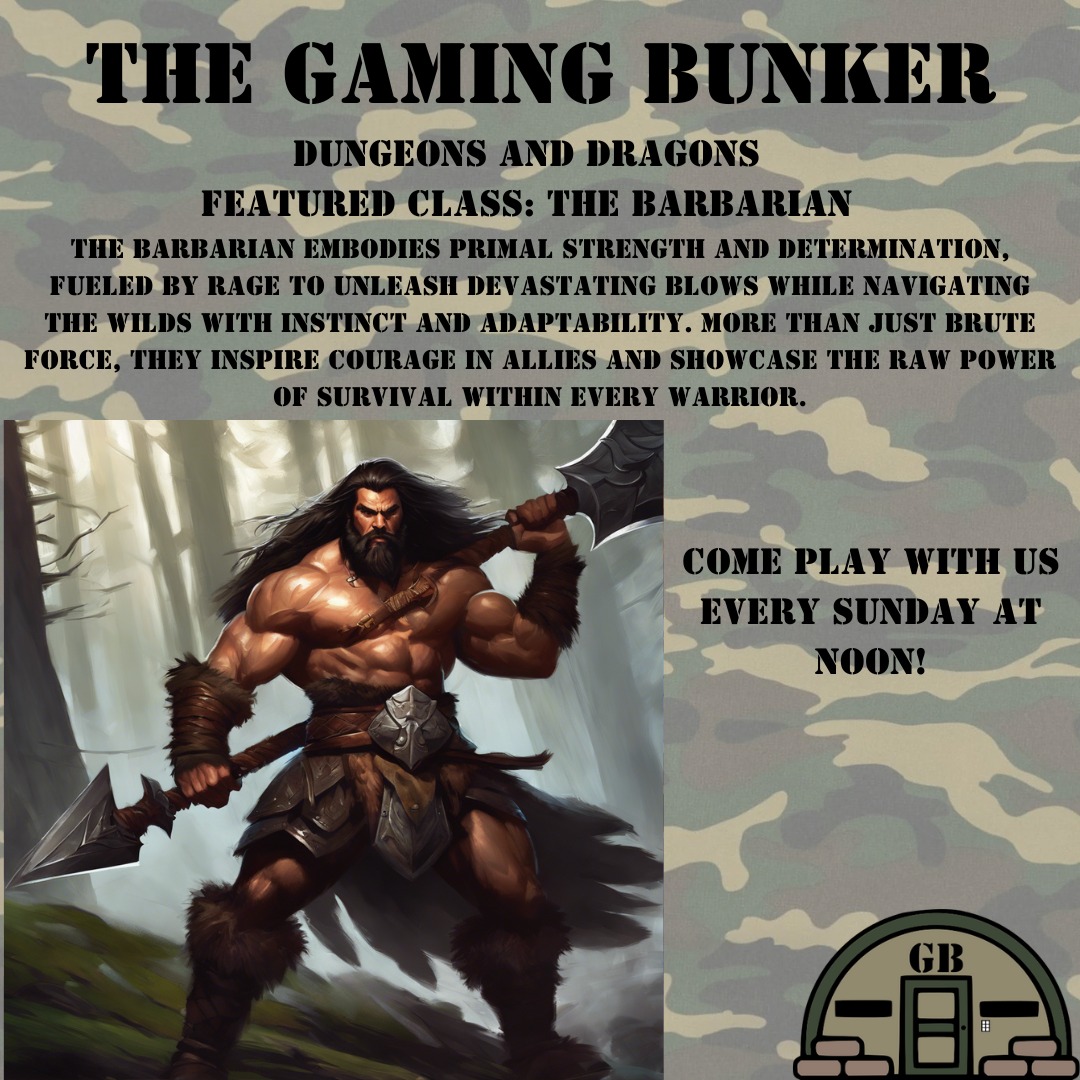 THE GAMING BUNKER
DUNGEONS AND DRAGONS
FEATURED CLASS: THE BARBARIAN
THE BARBARIAN EMBODIES PRIMAL STRENGTH AND DETERMINATION,
FUELED BY RAGE TO UNLEASH DEVASTATING BLOWS WHILE NAVIGATING
THE WILDS WITH INSTINCT AND ADAPTABILITY. MORE THAN JUST BRUTE
FORCE, THEY INSPIRE COURAGE IN ALLIES AND SHOWCASE THE RAW POWER
OF SURVIVAL WITHIN EVERY WARRIOR.
COME PLAY WITH US
EVERY SUNDAY AT
NOON!
GB